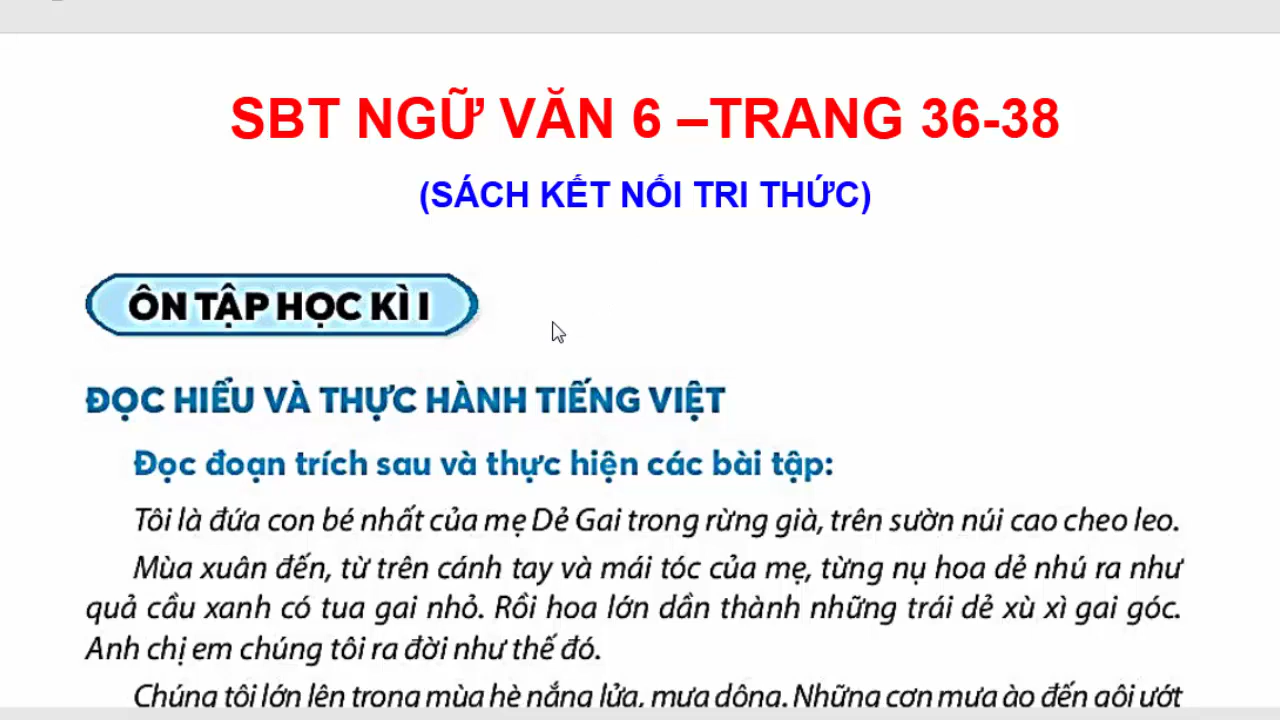 SBT NGỮ VĂN 6 –TRANG 36-38
(SÁCH KẾT NỐI TRI THỨC)
ÔN TẬP HỌC KÌ I
ĐỌC HIỂU VÀ THỰC HÀNH TIẾNG VIỆT
Đọc đoạn trích sau và thực hiện các bài tập:
Tôi là đứa con bé nhất của mẹ Dẻ Gai trong rừng già, trên sườn núi cao cheo leo.
Mùa xuân đến, từ trên cánh tay và mái tóc của mẹ, từng nụ hoa dẻ nhú ra như
quả cầu xanh có tua gai nhỏ. Rồi hoa lớn dần thành những trái dẻ xù xì gai góc.
Anh chị em chúng tôi ra đời như thế đó.
Chúng tôi lớn lên trong mùa hè nắng lửa, mưa dông. Những cơn mưa ào đến gội ướt